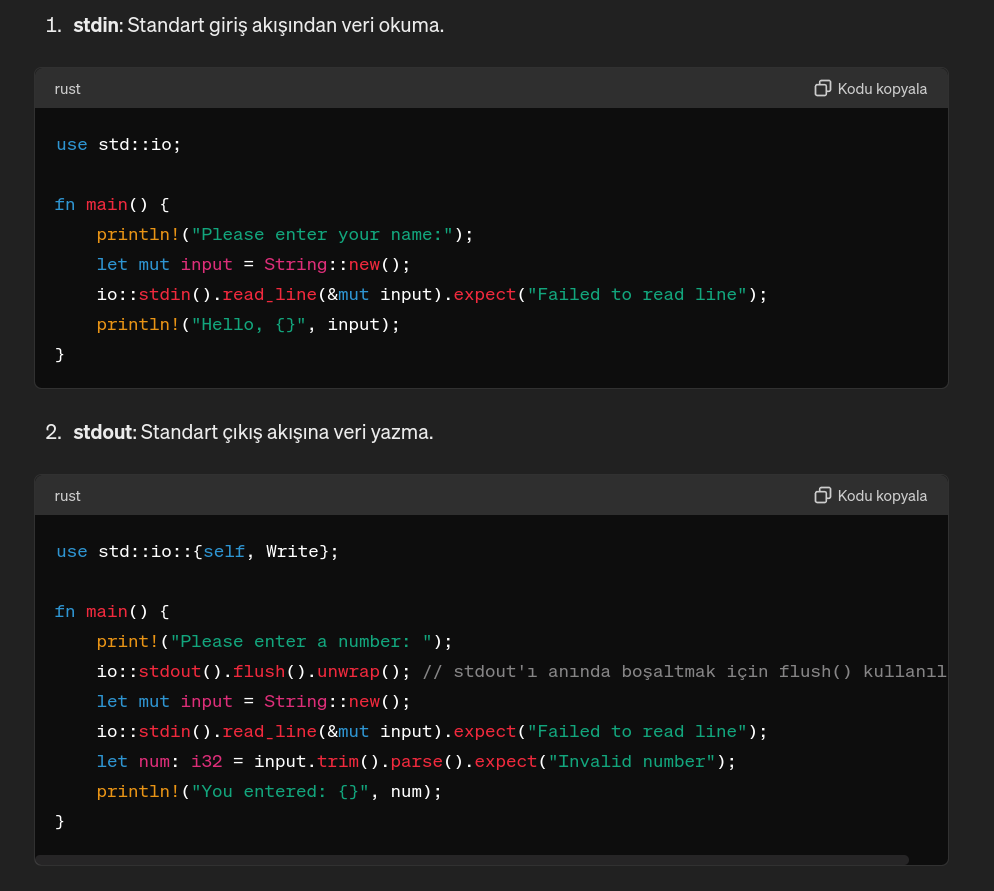 1. stdin: Standart giriş akışından veri okuma.
rust
Kodu kopyala
use std::io;
fn main() {
    println!("Please enter your name:");
    let mut input = String::new();
    io::stdin().read_line(&mut input).expect("Failed to read line");
    println!("Hello, {}", input);
}
2. stdout: Standart çıkış akışına veri yazma.
rust
Kodu kopyala
use std::io::{self, Write};
fn main() {
    print!("Please enter a number: ");
    io::stdout().flush().unwrap(); // stdout'ı anında boşaltmak için flush() kullanıl
    let mut input = String::new();
    io::stdin().read_line(&mut input).expect("Failed to read line");
    let num: i32 = input.trim().parse().expect("Invalid number");
    println!("You entered: {}", num);
}